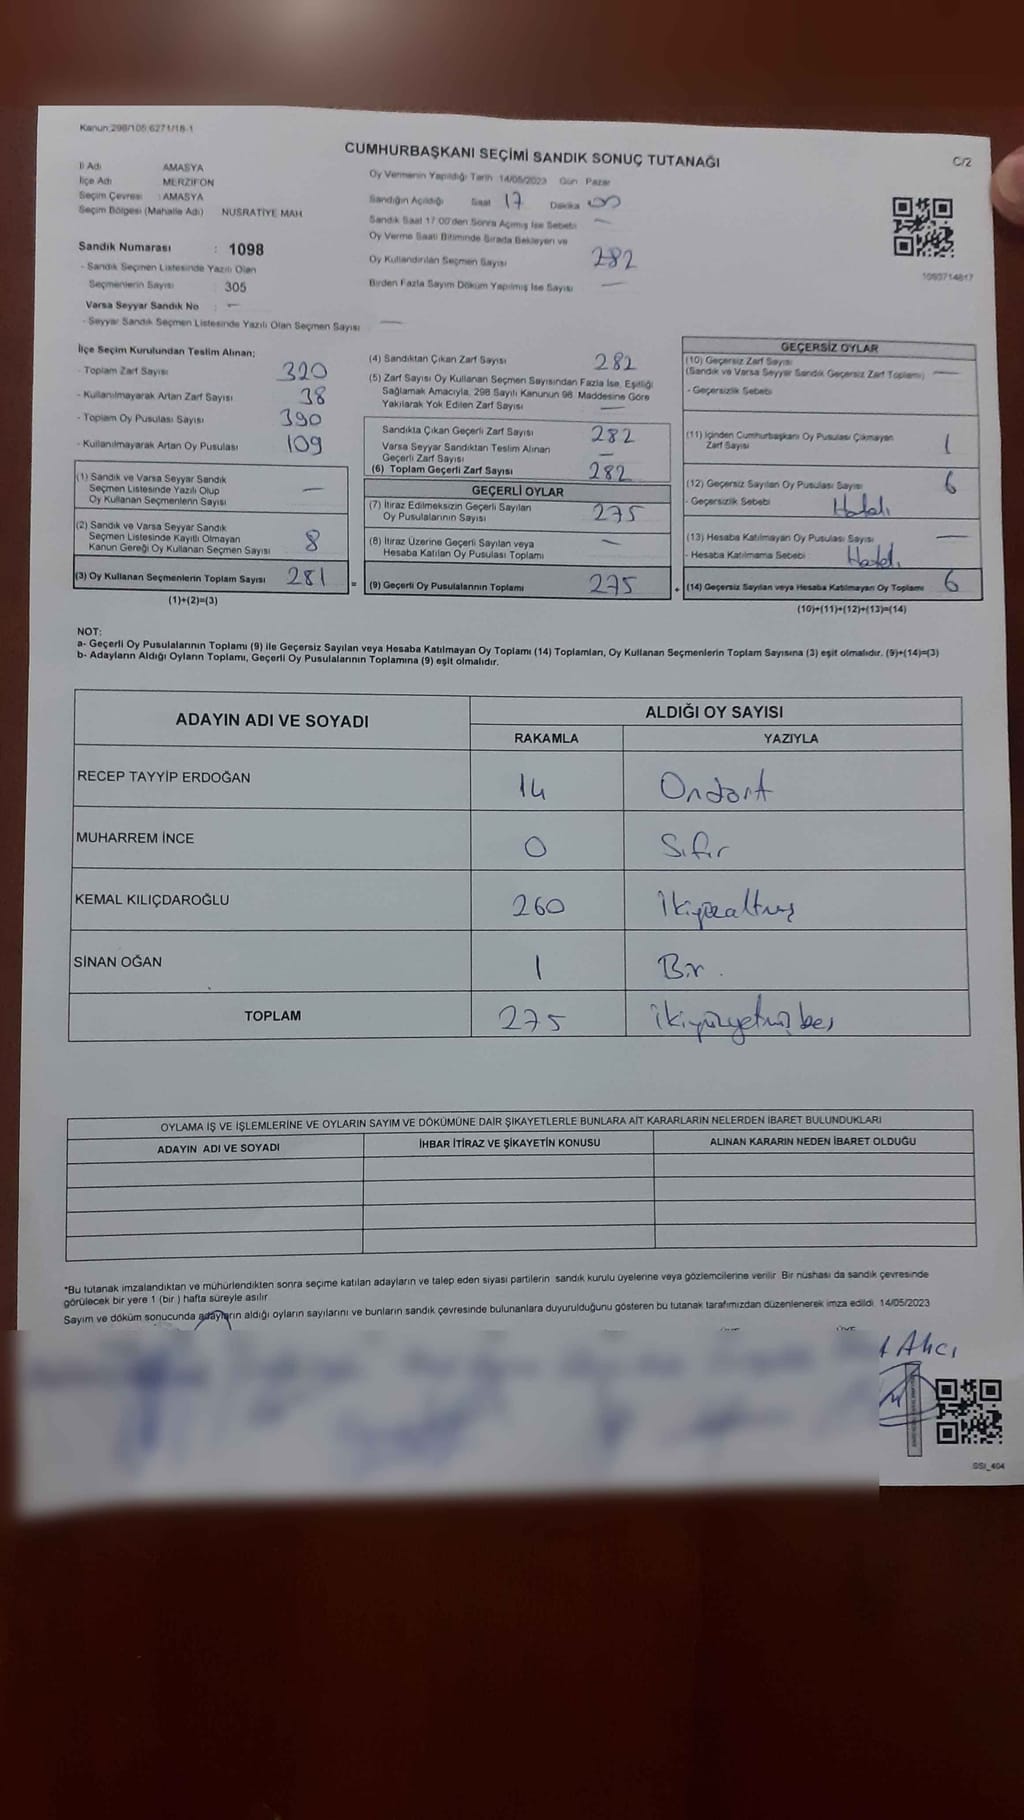 Kanun:298/105:6271/18-1
CUMHURBAŞKANI SEÇİMİ SANDIK SONUÇ TUTANAĞI
C/2
İl Adı AMASYA
İlçe Adı MERZİFON
Seçim Çevresi : AMASYA
Seçim Bölgesi (Mahalle Adı) NUSRATİYE MAH
Sandık Numarası : 1098
- Sandık Seçmen Listesinde Yazılı Olan
Seçmenlerin Sayısı : 305
Varsa Seyyar Sandık No : —
- Seyyar Sandık Seçmen Listesinde Yazılı Olan Seçmen Sayısı —
Oy Vermenin Yapıldığı Tarih 14/05/2023 Gün Pazar
Sandığın Açıldığı Saat 17 Dakika
Sandık Saat 17:00'den Sonra Açımış İse Sebebi —
Oy Verme Saati Bitiminde Sırada Bekleyen ve
Oy Kullandırılan Seçmen Sayısı 282
Birden Fazla Sayım Döküm Yapılmış İse Sayısı —
1093714817
İlçe Seçim Kurulundan Teslim Alınan;
- Toplam Zarf Sayısı 320
- Kullanılmayarak Artan Zarf Sayısı 38
- Toplam Oy Pusulası Sayısı 390
- Kullanılmayarak Artan Oy Pusulası 109
(1) Sandık ve Varsa Seyyar Sandık
Seçmen Listesinde Yazılı Olup
Oy Kullanan Seçmenlerin Sayısı —
(2) Sandık ve Varsa Seyyar Sandık
Seçmen Listesinde Kayıtlı Olmayan
Kanun Gereği Oy Kullanan Seçmen Sayısı 8
(3) Oy Kullanan Seçmenlerin Toplam Sayısı 281 =
(1)+(2)=(3)
(4) Sandıktan Çıkan Zarf Sayısı 282
(5) Zarf Sayısı Oy Kullanan Seçmen Sayısından Fazla İse, Eşitliği
Sağlamak Amacıyla, 298 Sayılı Kanunun 98. Maddesine Göre
Yakılarak Yok Edilen Zarf Sayısı —
Sandıkta Çıkan Geçerli Zarf Sayısı 282
Varsa Seyyar Sandıktan Teslim Alınan
Geçerli Zarf Sayısı —
(6) Toplam Geçerli Zarf Sayısı 282
GEÇERLİ OYLAR
(7) İtiraz Edilmeksizin Geçerli Sayılan
Oy Pusulalarının Sayısı 275
(8) İtiraz Üzerine Geçerli Sayılan veya
Hesaba Katılan Oy Pusulası Toplamı —
(9) Geçerli Oy Pusulalarının Toplamı 275 +
GEÇERSİZ OYLAR
(10) Geçersiz Zarf Sayısı
(Sandık ve Varsa Seyyar Sandık Geçersiz Zarf Toplamı) —
- Geçersizlik Sebebi
(11) İçinden Cumhurbaşkanı Oy Pusulası Çıkmayan
Zarf Sayısı 1
(12) Geçersiz Sayılan Oy Pusulası Sayısı 6
- Geçersizlik Sebebi Hatalı
(13) Hesaba Katılmayan Oy Pusulası Sayısı —
- Hesaba Katılmama Sebebi Hatalı
(14) Geçersiz Sayılan veya Hesaba Katılmayan Oy Toplamı 6
(10)+(11)+(12)+(13)=(14)
NOT:
a- Geçerli Oy Pusulalarının Toplamı (9) ile Geçersiz Sayılan veya Hesaba Katılmayan Oy Toplamı (14) Toplamları, Oy Kullanan Seçmenlerin Toplam Sayısına (3) eşit olmalıdır. (9)+(14)=(3)
b- Adayların Aldığı Oyların Toplamı, Geçerli Oy Pusulalarının Toplamına (9) eşit olmalıdır.
ADAYIN ADI VE SOYADI ALDIĞI OY SAYISI
RAKAMLA YAZIYLA
RECEP TAYYİP ERDOĞAN 14 Ondört
MUHARREM İNCE 0 Sıfır
KEMAL KILIÇDAROĞLU 260 İkiyüzaltmış
SİNAN OĞAN 1 Bir.
TOPLAM 275 ikiyüzyetmişbeş
OYLAMA İŞ VE İŞLEMLERİNE VE OYLARIN SAYIM VE DÖKÜMÜNE DAİR ŞİKAYETLERLE BUNLARA AİT KARARLARIN NELERDEN İBARET BULUNDUKLARI
ADAYIN ADI VE SOYADI İHBAR İTİRAZ VE ŞİKAYETİN KONUSU ALINAN KARARIN NEDEN İBARET OLDUĞU
*Bu tutanak imzalandıktan ve mühürlendikten sonra seçime katılan adayların ve talep eden siyasi partilerin sandık kurulu üyelerine veya gözlemcilerine verilir. Bir nüshası da sandık çevresinde
görülecek bir yere 1 (bir ) hafta süreyle asılır
Sayım ve döküm sonucunda adayların aldığı oyların sayılarını ve bunların sandık çevresinde bulunanlara duyurulduğunu gösteren bu tutanak tarafımızdan düzenlenerek imza edildi. 14/05/2023
SSI_404